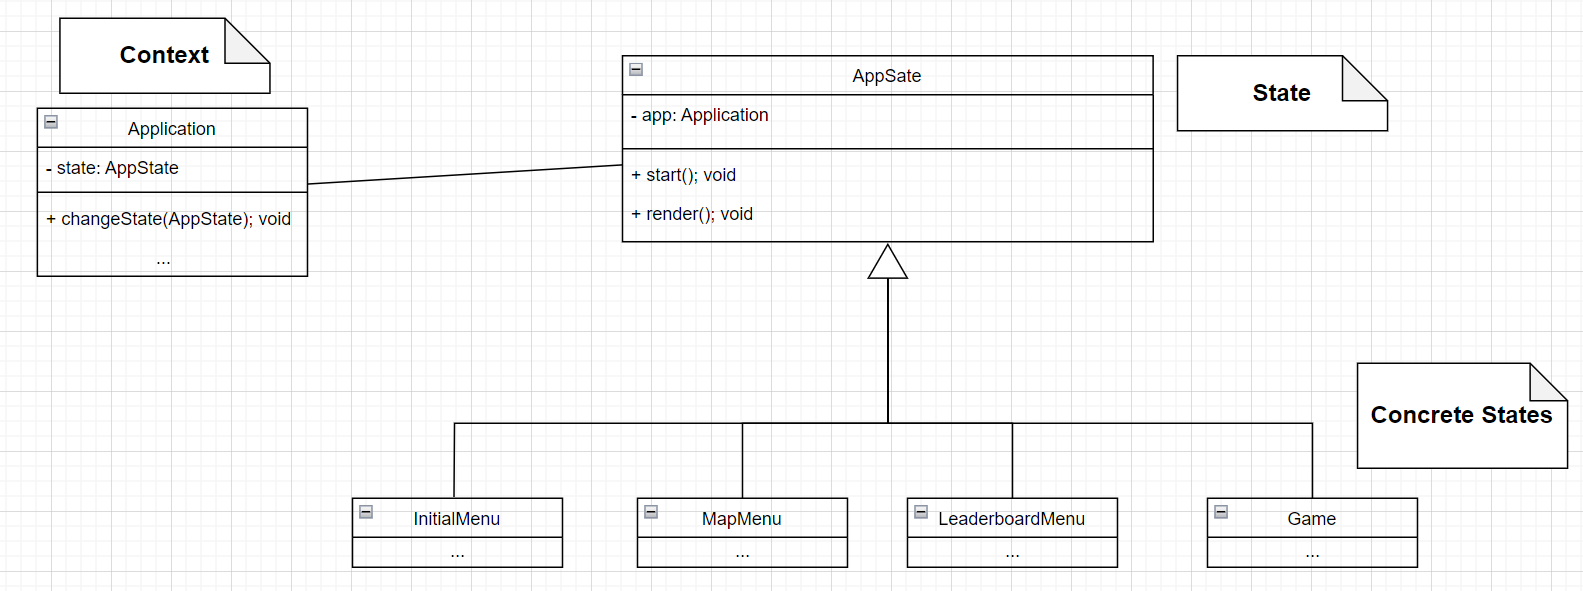 Context
Application
- state: AppState
+ changeState(AppState); void
...
AppSate
- app: Application
+ start(); void
+ render(); void
State
Concrete States
InitialMenu
...
MapMenu
...
LeaderboardMenu
...
Game
...